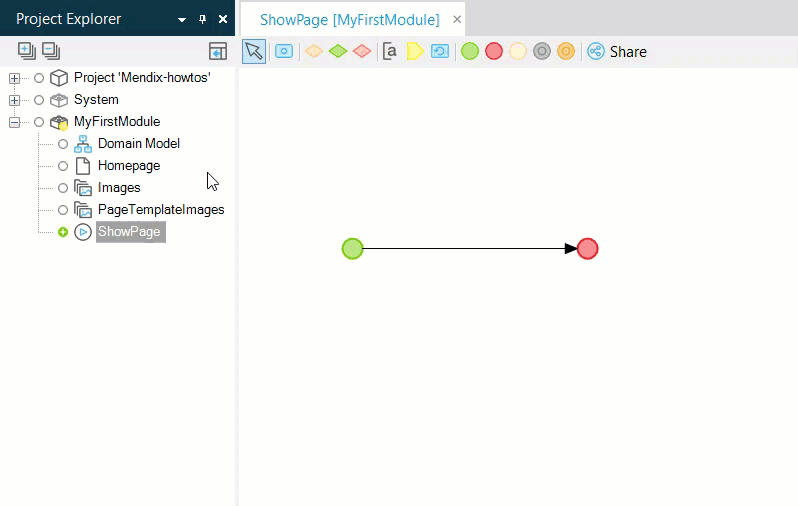 Project Explorer
ShowPage [MyFirstModule]
[a
Share
Project 'Mendix-howtos'
System
MyFirstModule
Domain Model
Homepage
Images
PageTemplateImages
ShowPage